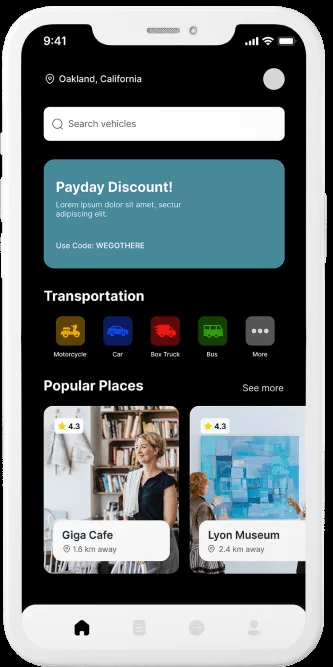 9:41
Oakland, California
Search vehicles
Payday Discount!
Lorem ipsum dolor sit amet, sectur
adipiscing elit.
Use Code: WEGOTHERE
Transportation
Motorcycle Car Box Truck Bus More
Popular Places See more
4.3 4.3
Giga Cafe Lyon Museum
1.6 km away 2.4 km away